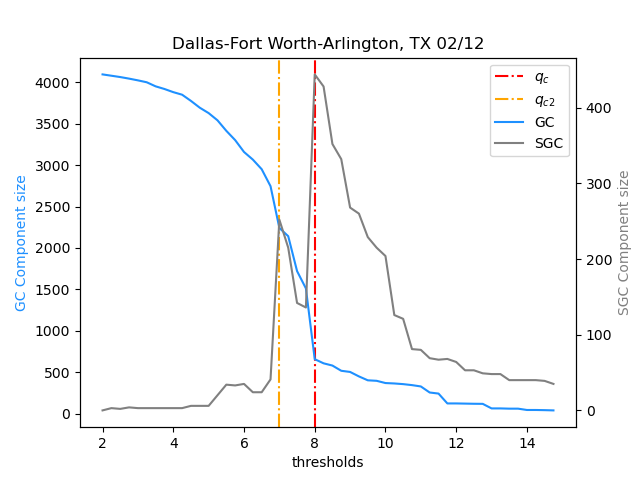 Dallas-Fort Worth-Arlington, TX 02/12
GC Component size
4000
3500
3000
2500
2000
1500
1000
500
0
2
4
6
8
10
12
14
thresholds
400
300
200
100
0
SGC Component size
q_c
q_{c2}
GC
SGC